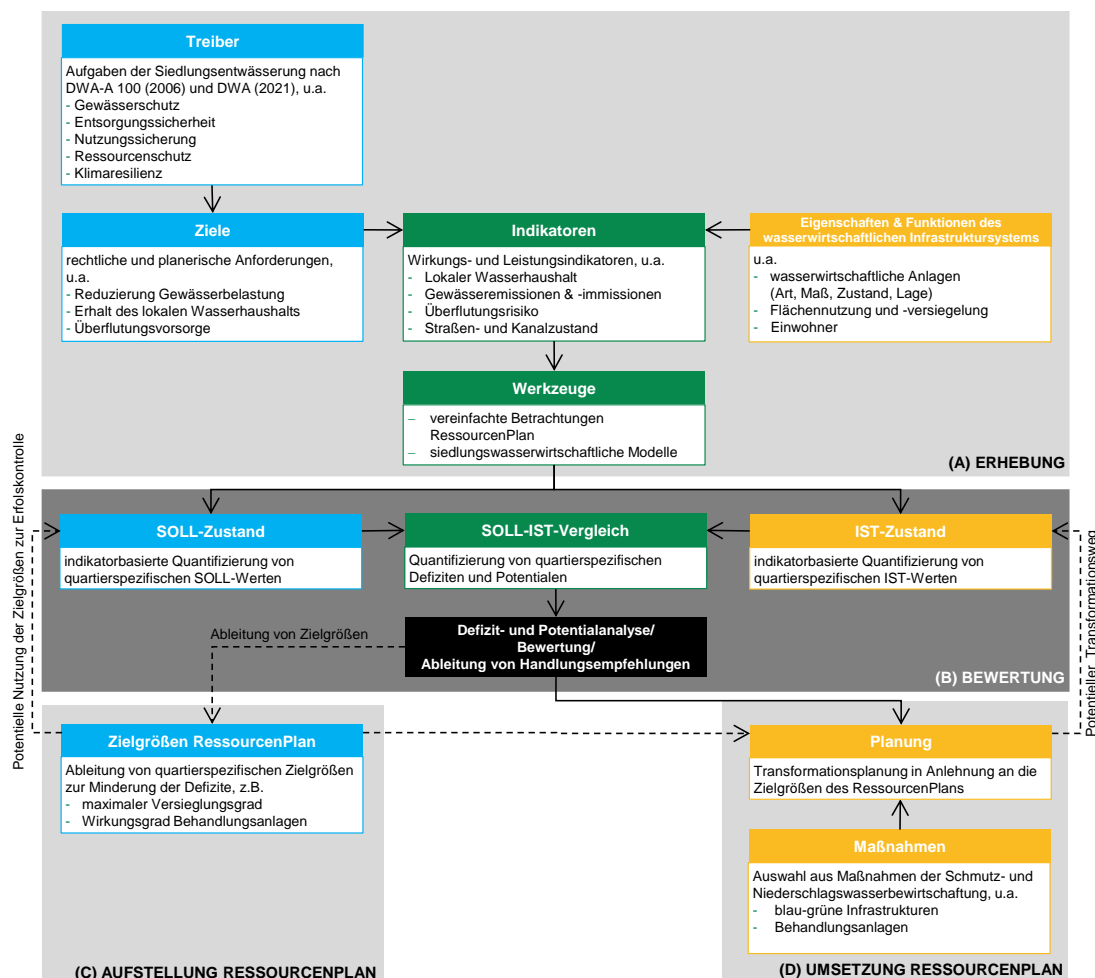 Treiber
Aufgaben der Siedlungsentwässerung nach
DWA-A 100 (2006) und DWA (2021), u.a.
- Gewässerschutz
- Entsorgungssicherheit
- Nutzungssicherung
- Ressourcenschutz
- Klimaresilienz
Ziele
rechtliche und planerische Anforderungen,
u.a.
- Reduzierung Gewässerbelastung
- Erhalt des lokalen Wasserhaushalts
- Überflutungsvorsorge
Indikatoren
Wirkungs- und Leistungsindikatoren, u.a.
- Lokaler Wasserhaushalt
- Gewässeremissionen & -immissionen
- Überflutungsrisiko
- Straßen- und Kanalzustand
Eigenschaften & Funktionen des
wasserwirtschaftlichen Infrastruktursystems
u.a.
- wasserwirtschaftliche Anlagen
(Art, Maß, Zustand, Lage)
- Flächennutzung und -versiegelung
- Einwohner
Werkzeuge
– vereinfachte Betrachtungen
RessourcenPlan
– siedlungswasserwirtschaftliche Modelle
(A) ERHEBUNG
SOLL-Zustand
indikatorbasierte Quantifizierung von
quartierspezifischen SOLL-Werten
SOLL-IST-Vergleich
Quantifizierung von quartierspezifischen
Defiziten und Potentialen
IST-Zustand
indikatorbasierte Quantifizierung von
quartierspezifischen IST-Werten
Ableitung von Zielgrößen
Defizit- und Potentialanalyse/
Bewertung/
Ableitung von Handlungsempfehlungen
(B) BEWERTUNG
Potentielle Nutzung der Zielgrößen zur Erfolskontrolle
Potentieller Transformationsweg
Zielgrößen RessourcenPlan
Ableitung von quartierspezifischen Zielgrößen
zur Minderung der Defizite, z.B.
- maximaler Versieglungsgrad
- Wirkungsgrad Behandlungsanlagen
(C) AUFSTELLUNG RESSOURCENPLAN
Planung
Transformationsplanung in Anlehnung an die
Zielgrößen des RessourcenPlans
Maßnahmen
Auswahl aus Maßnahmen der Schmutz- und
Niederschlagswasserbewirtschaftung, u.a.
- blau-grüne Infrastrukturen
- Behandlungsanlagen
(D) UMSETZUNG RESSOURCENPLAN